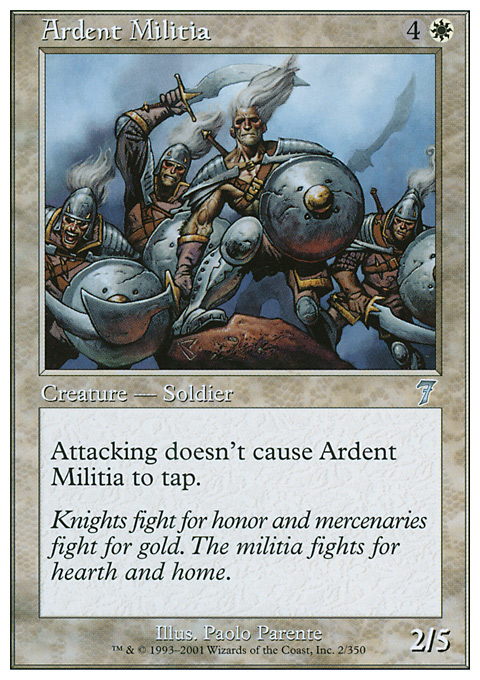 Ardent Militia 4
Creature — Soldier 7
Attacking doesn't cause Ardent
Militia to tap.
Knights fight for honor and mercenaries
fight for gold. The militia fights for
hearth and home.
Illus. Paolo Parente
2/5
™ & © 1993–2001 Wizards of the Coast, Inc. 2/350